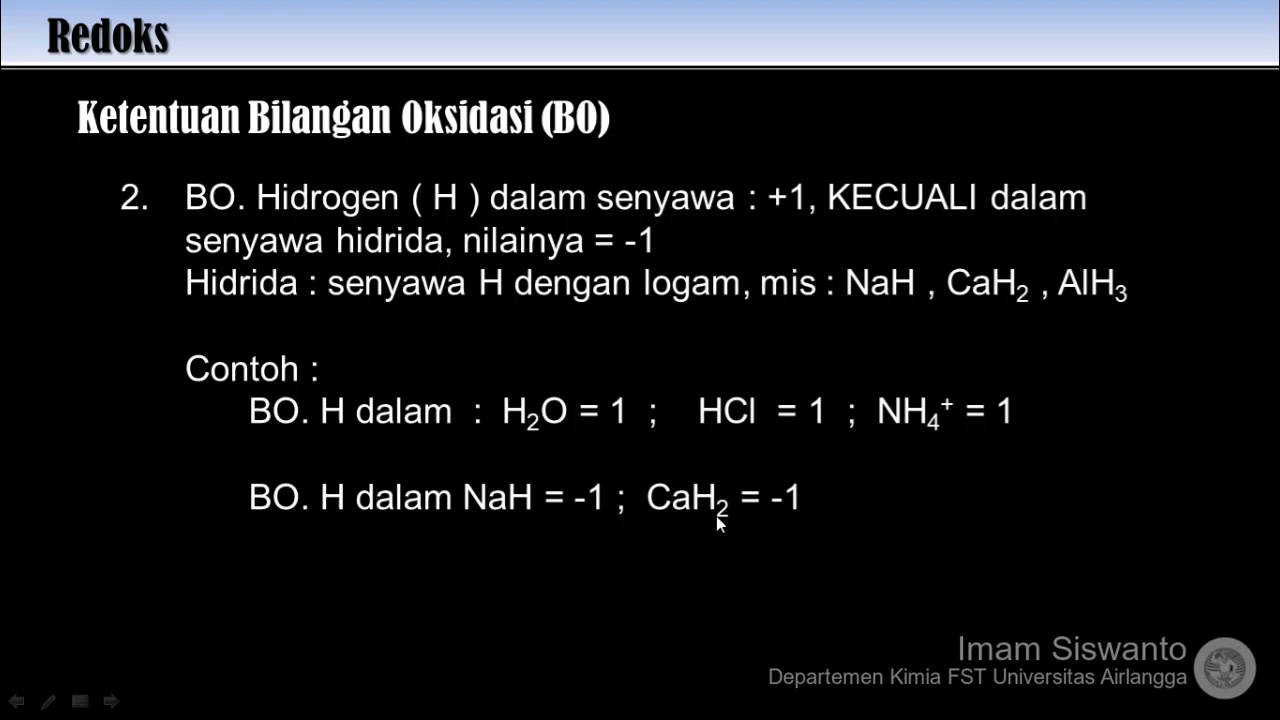 Redoks
Ketentuan Bilangan Oksidasi (BO)
2. BO. Hidrogen ( H ) dalam senyawa : +1, KECUALI dalam
senyawa hidrida, nilainya = -1
Hidrida : senyawa H dengan logam, mis : NaH , CaH₂ , AlH₃
Contoh :
BO. H dalam : H₂O = 1 ; HCl = 1 ; NH₄⁺ = 1
BO. H dalam NaH = -1 ; CaH₂ = -1
Imam Siswanto
Departemen Kimia FST Universitas Airlangga